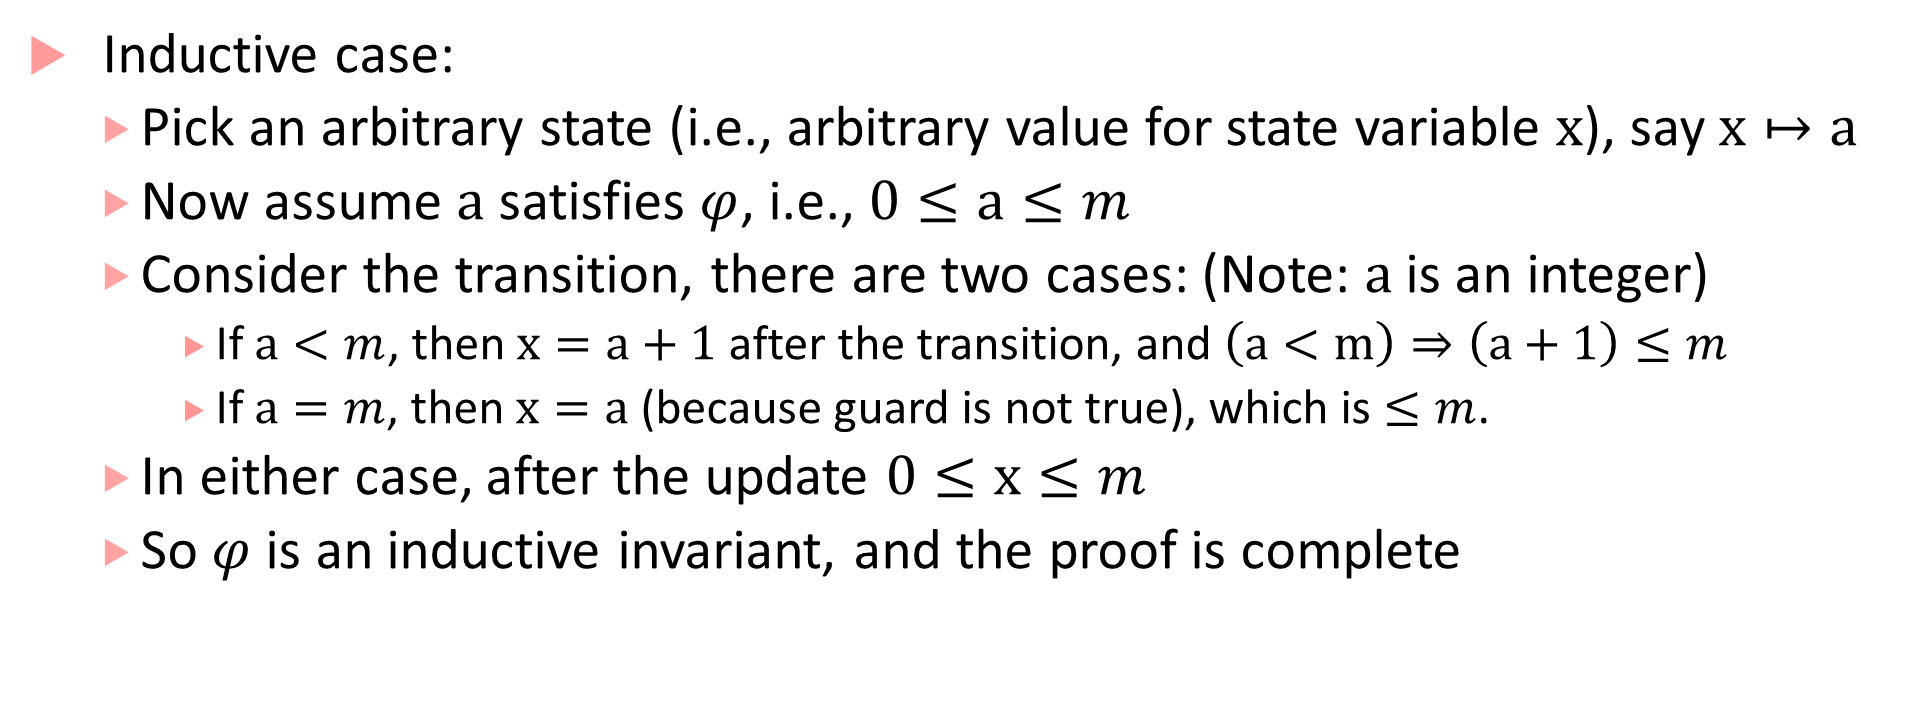 Inductive case:
Pick an arbitrary state (i.e., arbitrary value for state variable x), say x ↦ a
Now assume a satisfies φ, i.e., 0 ≤ a ≤ m
Consider the transition, there are two cases: (Note: a is an integer)
If a < m, then x = a + 1 after the transition, and (a < m) ⇒ (a + 1) ≤ m
If a = m, then x = a (because guard is not true), which is ≤ m.
In either case, after the update 0 ≤ x ≤ m
So φ is an inductive invariant, and the proof is complete